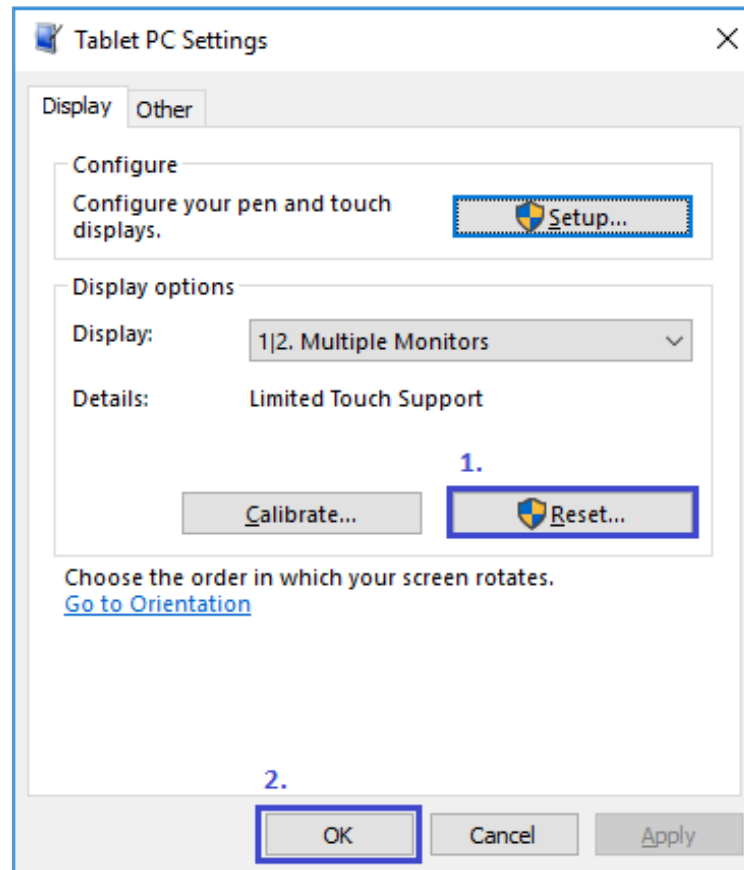 Tablet PC Settings
Display Other
Configure
Configure your pen and touch
displays.
Setup...
Display options
Display: 1|2. Multiple Monitors
Details: Limited Touch Support
1.
Calibrate... Reset...
Choose the order in which your screen rotates.
Go to Orientation
2.
OK Cancel Apply